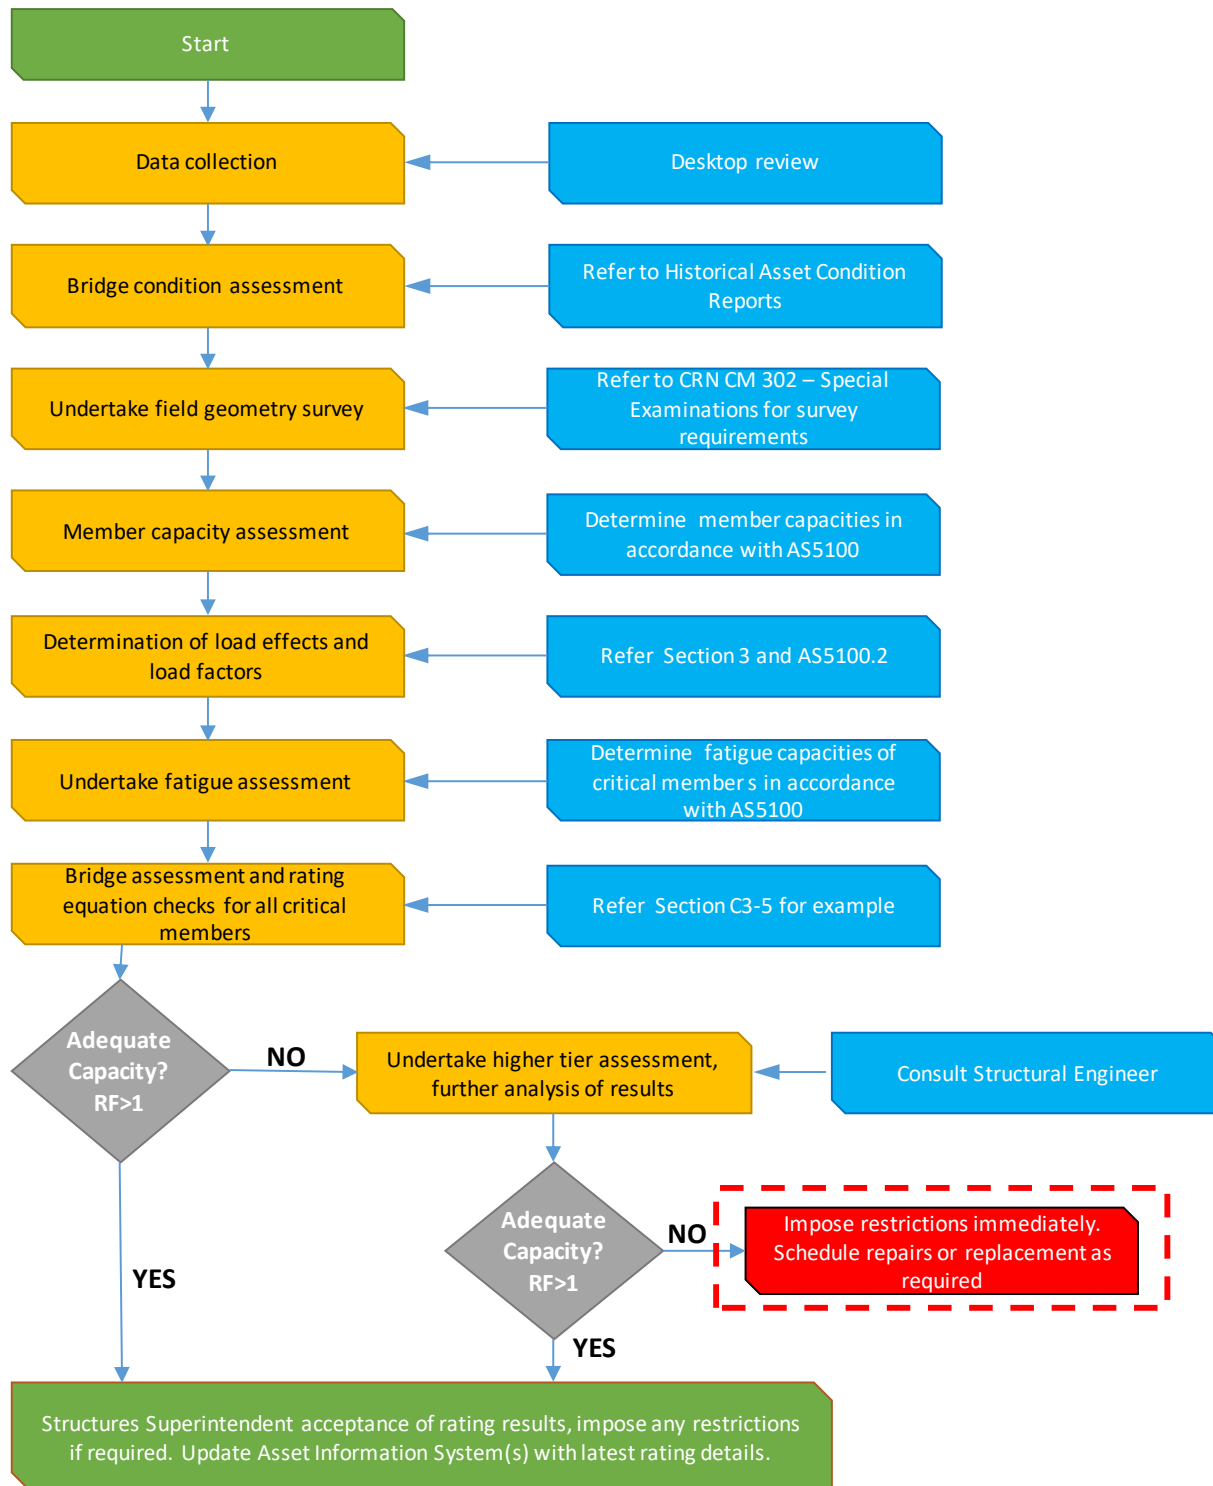 Start
Data collection
Desktop review
Bridge condition assessment
Refer to Historical Asset Condition
Reports
Undertake field geometry survey
Refer to CRN CM 302 – Special
Examinations for survey
requirements
Member capacity assessment
Determine member capacities in
accordance with AS5100
Determination of load effects and
load factors
Refer Section 3 and AS5100.2
Undertake fatigue assessment
Determine fatigue capacities of
critical member s in accordance
with AS5100
Bridge assessment and rating
equation checks for all critical
members
Refer Section C3-5 for example
Adequate
Capacity?
RF>1
NO
Undertake higher tier assessment,
further analysis of results
Consult Structural Engineer
Adequate
Capacity?
RF>1
NO
Impose restrictions immediately.
Schedule repairs or replacement as
required
YES
YES
Structures Superintendent acceptance of rating results, impose any restrictions
if required. Update Asset Information System(s) with latest rating details.